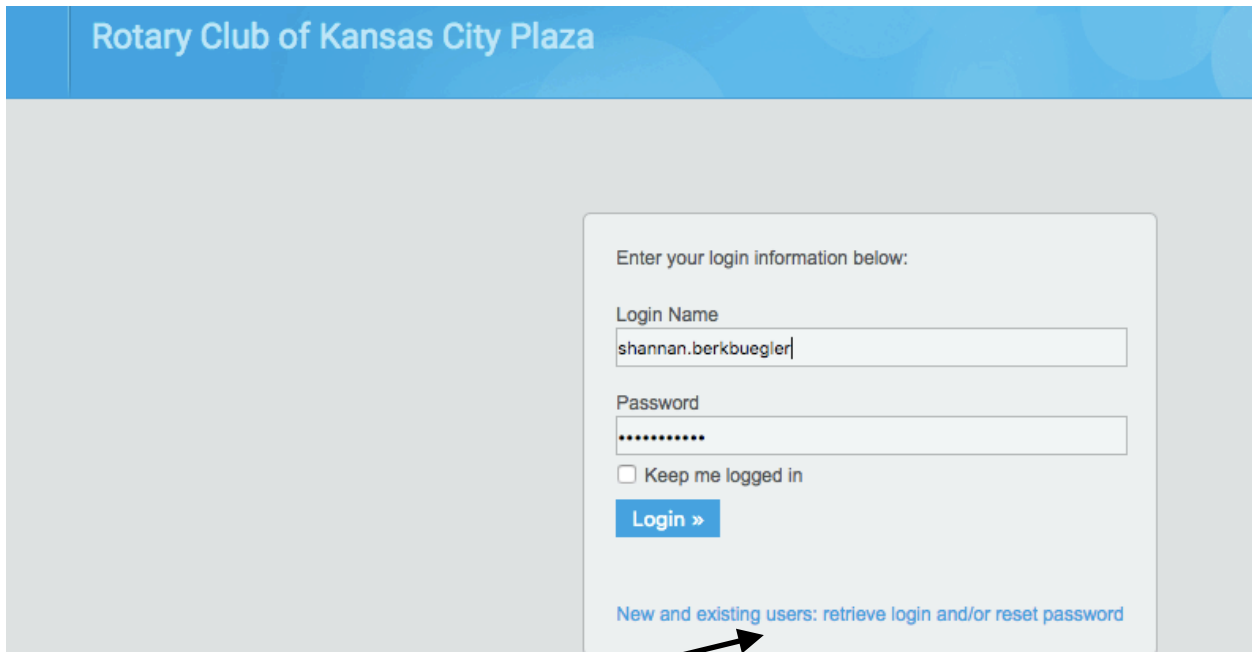 Rotary Club of Kansas City Plaza
Enter your login information below:
Login Name
shannan.berkbuegler
Password
•••••••••••
Keep me logged in
Login »
New and existing users: retrieve login and/or reset password